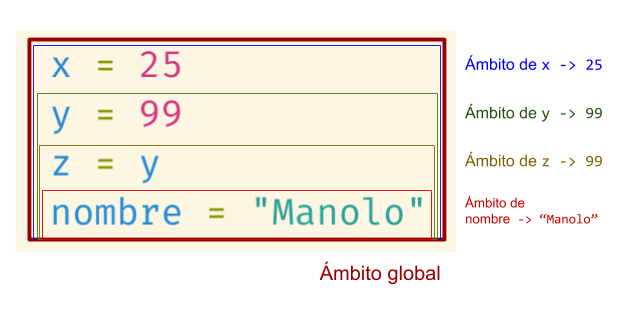 x = 25
y = 99
z = y
nombre = "Manolo"
Ámbito de x -> 25
Ámbito de y -> 99
Ámbito de z -> 99
Ámbito de
nombre -> “Manolo”
Ámbito global